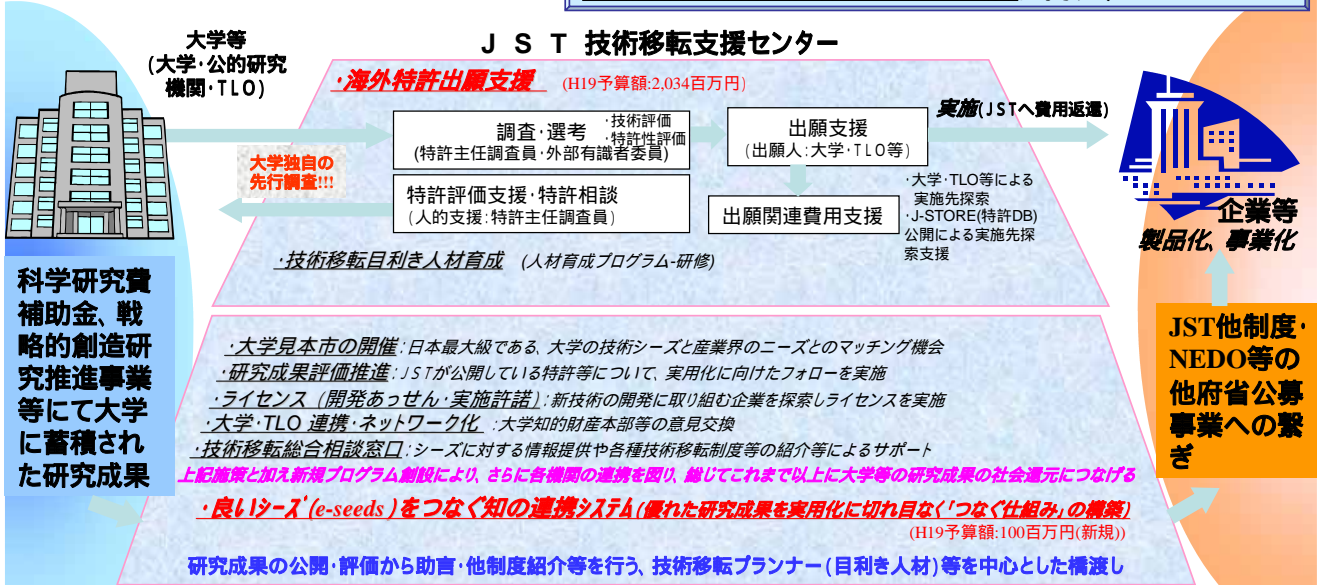 大学等
(大学･公的研究
機関･TLO)
ＪＳＴ 技術移転支援センター
･海外特許出願支援 (H19予算額:2,034百万円)
調査･選考
･技術評価
･特許性評価
(特許主任調査員･外部有識者委員)
出願支援
(出願人:大学･TLO等)
実施(JSTへ費用返還)
大学独自の
先行調査!!!
特許評価支援･特許相談
(人的支援:特許主任調査員)
出願関連費用支援
･大学･TLO等による
実施先探索
･J-STORE(特許DB)
公開による実施先探
索支援
企業等
製品化、事業化
･技術移転目利き人材育成 (人材育成プログラム-研修)
科学研究費
補助金、戦
略的創造研
究推進事業
等にて大学
に蓄積され
た研究成果
･大学見本市の開催:日本最大級である、大学の技術シーズと産業界のニーズとのマッチング機会
･研究成果評価推進:JSTが公開している特許等について、実用化に向けたフォローを実施
･ライセンス (開発あっせん･実施許諾):新技術の開発に取り組む企業を探索しライセンスを実施
･大学･TLO 連携･ネットワーク化 :大学知的財産本部等の意見交換
･技術移転総合相談窓口:シーズに対する情報提供や各種技術移転制度等の紹介等によるサポート
上記施策と加え新規プログラム創設により、さらに各機関の連携を図り、総じてこれまで以上に大学等の研究成果の社会還元につなげる
･良いシーズ(e-seeds)をつなぐ知の連携システム(優れた研究成果を実用化に切れ目なく｢つなぐ仕組み｣の構築)
(H19予算額:100百万円(新規))
研究成果の公開･評価から助言･他制度紹介等を行う、技術移転プランナー(目利き人材)等を中心とした橋渡し
JST他制度･
NEDO等の
他府省公募
事業への繋
ぎ